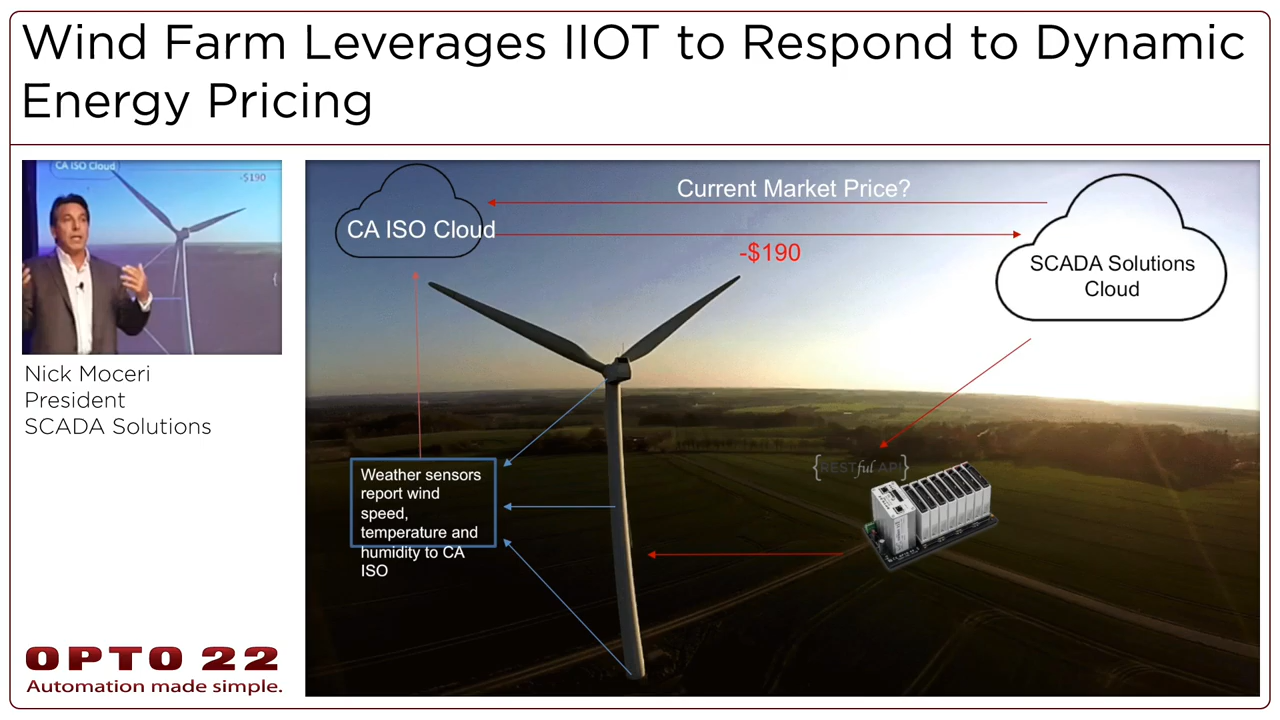 Wind Farm Leverages IIOT to Respond to Dynamic
Energy Pricing
CA ISO Cloud
-$190
Nick Moceri
President
SCADA Solutions
OPTO 22
Automation made simple.
Current Market Price?
CA ISO Cloud
-$190
SCADA Solutions
Cloud
{RESTful API}
Weather sensors
report wind
speed,
temperature and
humidity to CA
ISO